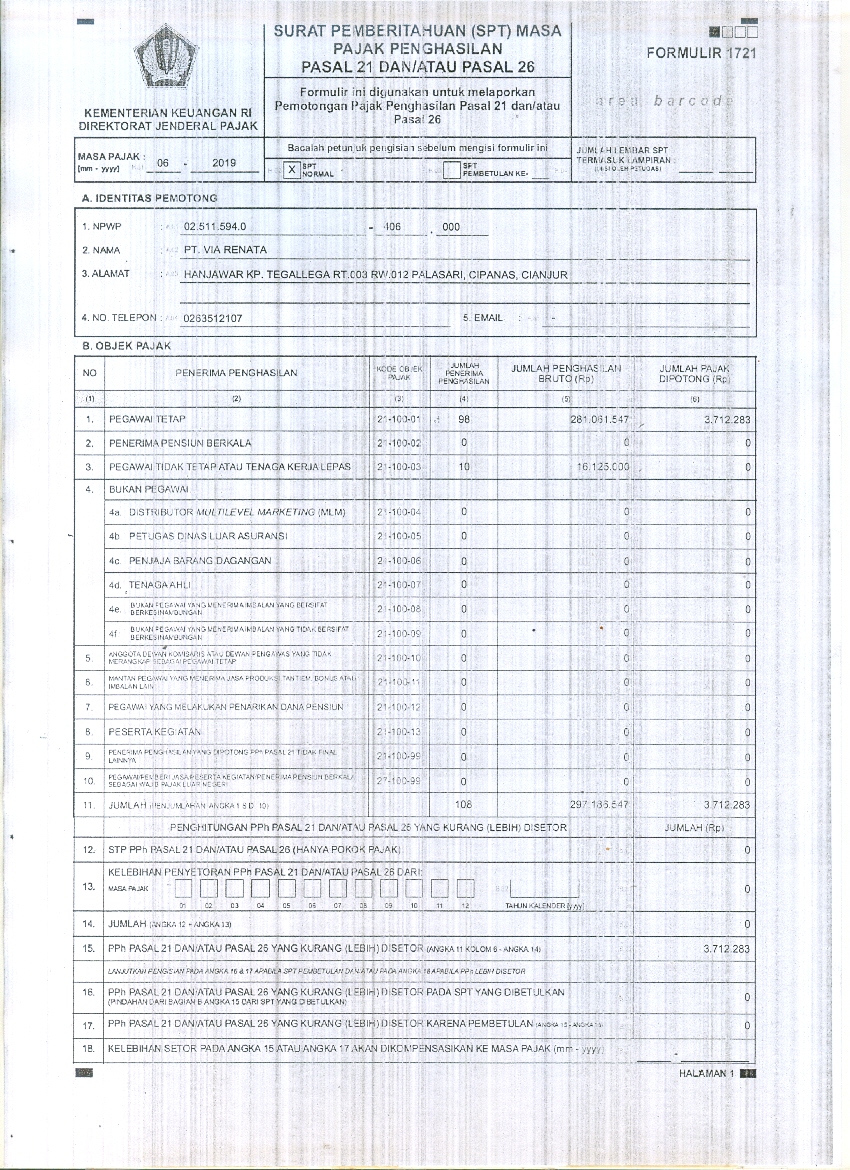 SURAT PEMBERITAHUAN (SPT) MASA
PAJAK PENGHASILAN
PASAL 21 DAN/ATAU PASAL 26
FORMULIR 1721
Formulir ini digunakan untuk melaporkan
Pemotongan Pajak Penghasilan Pasal 21 dan/atau
Pasal 26
area barcode
KEMENTERIAN KEUANGAN RI
DIREKTORAT JENDERAL PAJAK
MASA PAJAK :
[mm - yyyy]
06 - 2019
Bacalah petunjuk pengisian sebelum mengisi formulir ini
X SPT NORMAL
SPT PEMBETULAN KE-
JUMLAH LEMBAR SPT
TERMASUK LAMPIRAN :
(DIISI OLEH PETUGAS)
A. IDENTITAS PEMOTONG
1. NPWP : 02.511.594.0 - 406 . 000
2. NAMA : PT. VIA RENATA
3. ALAMAT : HANJAWAR KP. TEGALLEGA RT.003 RW.012 PALASARI, CIPANAS, CIANJUR
4. NO. TELEPON : 0263512107 5. EMAIL : -
B. OBJEK PAJAK
NO PENERIMA PENGHASILAN KODE OBJEK PAJAK JUMLAH PENERIMA PENGHASILAN JUMLAH PENGHASILAN BRUTO (Rp) JUMLAH PAJAK DIPOTONG (Rp)
(1) (2) (3) (4) (5) (6)
1. PEGAWAI TETAP 21-100-01 98 281.061.547 3.712.283
2. PENERIMA PENSIUN BERKALA 21-100-02 0 0 0
3. PEGAWAI TIDAK TETAP ATAU TENAGA KERJA LEPAS 21-100-03 10 16.125.000 0
4. BUKAN PEGAWAI
4a. DISTRIBUTOR MULTILEVEL MARKETING (MLM) 21-100-04 0 0 0
4b PETUGAS DINAS LUAR ASURANSI 21-100-05 0 0 0
4c. PENJAJA BARANG DAGANGAN 21-100-06 0 0 0
4d. TENAGA AHLI 21-100-07 0 0 0
4e. BUKAN PEGAWAI YANG MENERIMA IMBALAN YANG BERSIFAT BERKESINAMBUNGAN 21-100-08 0 0 0
4f BUKAN PEGAWAI YANG MENERIMA IMBALAN YANG TIDAK BERSIFAT BERKESINAMBUNGAN 21-100-09 0 0 0
5. ANGGOTA DEWAN KOMISARIS ATAU DEWAN PENGAWAS YANG TIDAK MERANGKAP SEBAGAI PEGAWAI TETAP 21-100-10 0 0 0
6. MANTAN PEGAWAI YANG MENERIMA JASA PRODUKSI, TANTIEM, BONUS ATAU IMBALAN LAIN 21-100-11 0 0 0
7. PEGAWAI YANG MELAKUKAN PENARIKAN DANA PENSIUN 21-100-12 0 0 0
8. PESERTA KEGIATAN 21-100-13 0 0 0
9. PENERIMA PENGHASILAN YANG DIPOTONG PPh PASAL 21 TIDAK FINAL LAINNYA 21-100-99 0 0 0
10. PEGAWAI/PEMBERI JASA/PESERTA KEGIATAN/PENERIMA PENSIUN BERKALA SEBAGAI WAJIB PAJAK LUAR NEGERI 27-100-99 0 0 0
11. JUMLAH (PENJUMLAHAN ANGKA 1 S.D. 10) 108 297.186.547 3.712.283
PENGHITUNGAN PPh PASAL 21 DAN/ATAU PASAL 26 YANG KURANG (LEBIH) DISETOR JUMLAH (Rp)
12. STP PPh PASAL 21 DAN/ATAU PASAL 26 (HANYA POKOK PAJAK) 0
13. KELEBIHAN PENYETORAN PPh PASAL 21 DAN/ATAU PASAL 26 DARI: 0
MASA PAJAK
01 02 03 04 05 06 07 08 09 10 11 12 TAHUN KALENDER [yyyy]
14. JUMLAH (ANGKA 12 + ANGKA 13) 0
15. PPh PASAL 21 DAN/ATAU PASAL 26 YANG KURANG (LEBIH) DISETOR (ANGKA 11 KOLOM 6 - ANGKA 14) 3.712.283
LANJUTKAN PENGISIAN PADA ANGKA 16 & 17 APABILA SPT PEMBETULAN DAN/ATAU PADA ANGKA 18 APABILA PPh LEBIH DISETOR
16. PPh PASAL 21 DAN/ATAU PASAL 26 YANG KURANG (LEBIH) DISETOR PADA SPT YANG DIBETULKAN 0
(PINDAHAN DARI BAGIAN B ANGKA 15 DARI SPT YANG DIBETULKAN)
17. PPh PASAL 21 DAN/ATAU PASAL 26 YANG KURANG (LEBIH) DISETOR KARENA PEMBETULAN (ANGKA 15 - ANGKA 16) 0
18. KELEBIHAN SETOR PADA ANGKA 15 ATAU ANGKA 17 AKAN DIKOMPENSASIKAN KE MASA PAJAK (mm - yyyy) -
HALAMAN 1